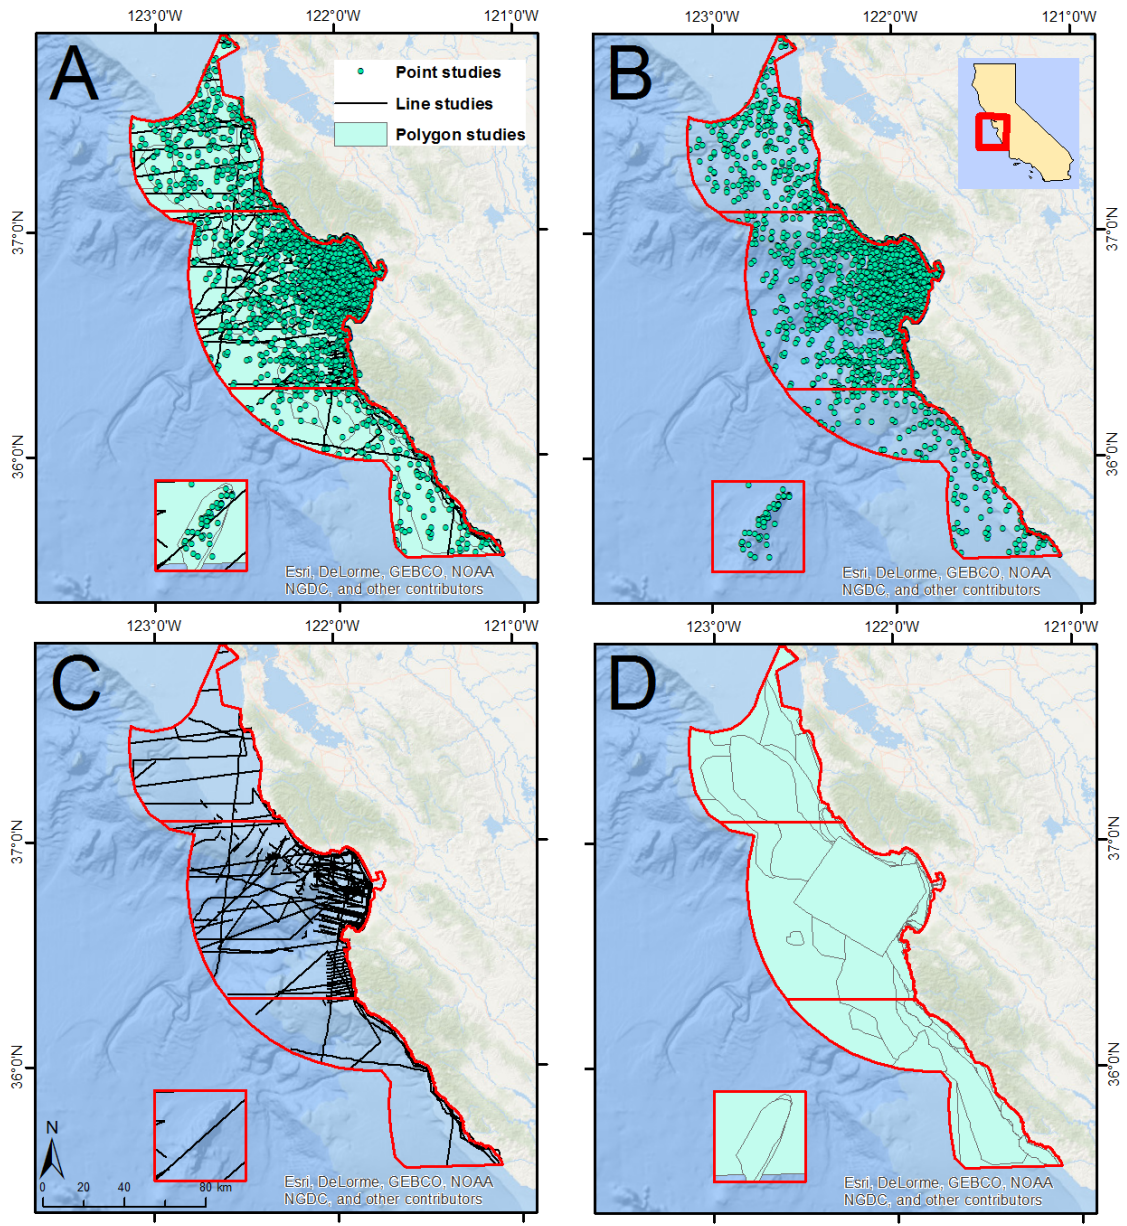 123°0'W 122°0'W 121°0'W 123°0'W 122°0'W 121°0'W
A
Point studies
Line studies
Polygon studies
B
37°0'N
37°0'N
36°0'N
36°0'N
Esri, DeLorme, GEBCO, NOAA
NGDC, and other contributors
Esri, DeLorme, GEBCO, NOAA
NGDC, and other contributors
123°0'W 122°0'W 121°0'W 123°0'W 122°0'W 121°0'W
C
D
37°0'N
37°0'N
36°0'N
36°0'N
N
0 20 40 80 km
Esri, DeLorme, GEBCO, NOAA
NGDC, and other contributors
Esri, DeLorme, GEBCO, NOAA
NGDC, and other contributors